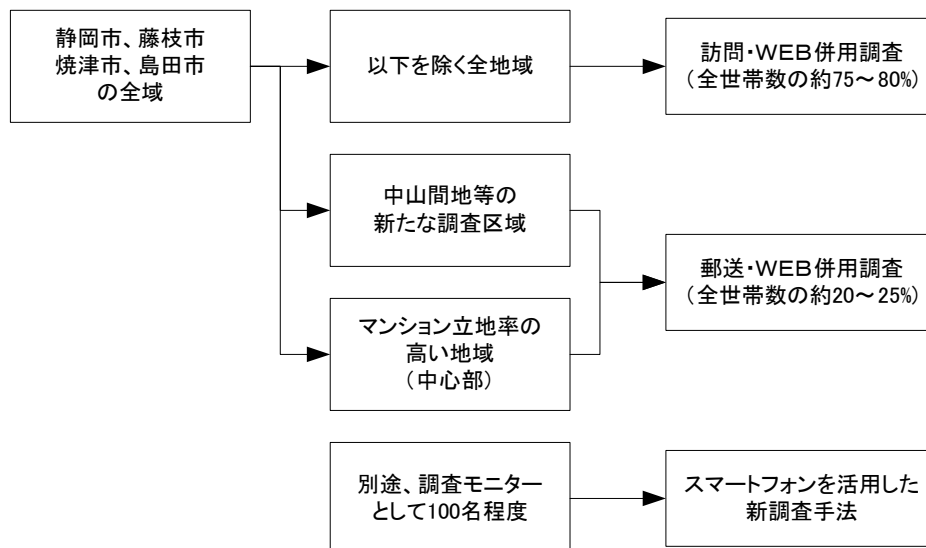 静岡市、藤枝市
焼津市、島田市
の全域
以下を除く全地域
訪問・ＷＥＢ併用調査
（全世帯数の約75～80%）
中山間地等の
新たな調査区域
マンション立地率の
高い地域
（中心部）
郵送・ＷＥＢ併用調査
（全世帯数の約20～25%）
別途、調査モニター
として100名程度
スマートフォンを活用した
新調査手法